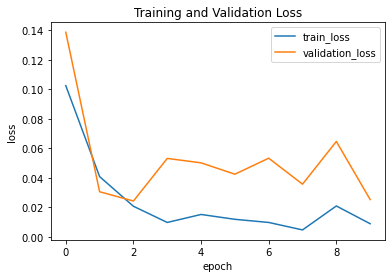 Training and Validation Loss
train_loss
validation_loss
loss
0.14
0.12
0.10
0.08
0.06
0.04
0.02
0.00
0 2 4 6 8
epoch